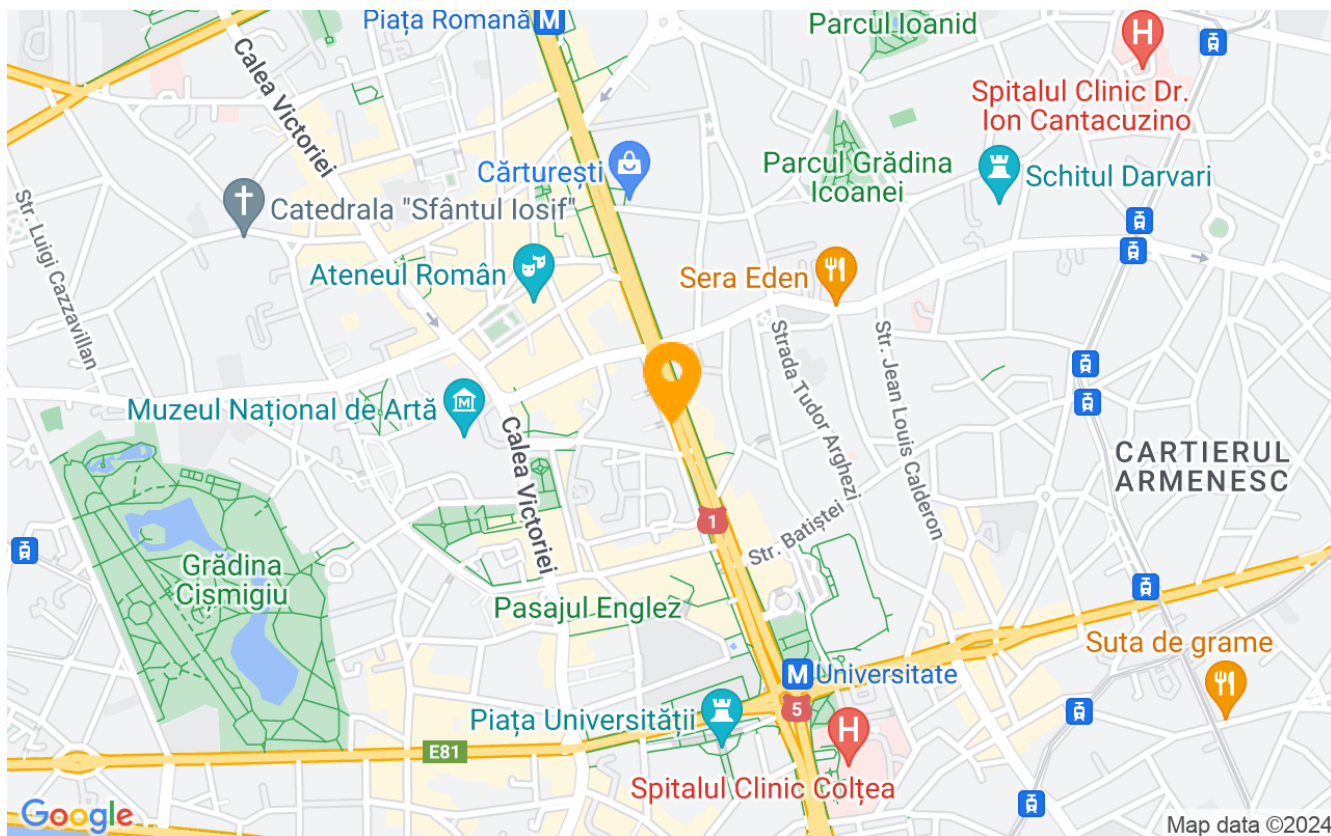 Piața Romană
M
Parcul Ioanid
H
Spitalul Clinic Dr.
Ion Cantacuzino
Calea Victoriei
Cărturești
Parcul Grădina
Icoanei
Schitul Darvari
Str. Luigi Cazzavillan
Catedrala "Sfântul Iosif"
Ateneul Român
Sera Eden
Strada Tudor Arghezi
Str. Jean Louis Calderon
Muzeul Național de Artă
M
Calea Victoriei
CARTIERUL
ARMENESC
1
Str. Batiștei
Grădina
Cișmigiu
Pasajul Englez
Suta de grame
M
Universitate
5
Piața Universității
H
E81
Spitalul Clinic Colțea
Google
Map data ©2024